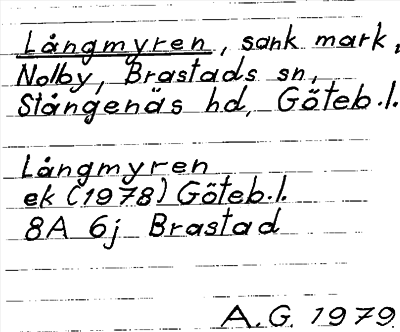 Långmyren, sank mark,
Nolby, Brastads sn,
Stångenäs hd, Göteb.l.
Långmyren
ek (1978) Göteb.l.
8A 6j Brastad
A.G. 1979